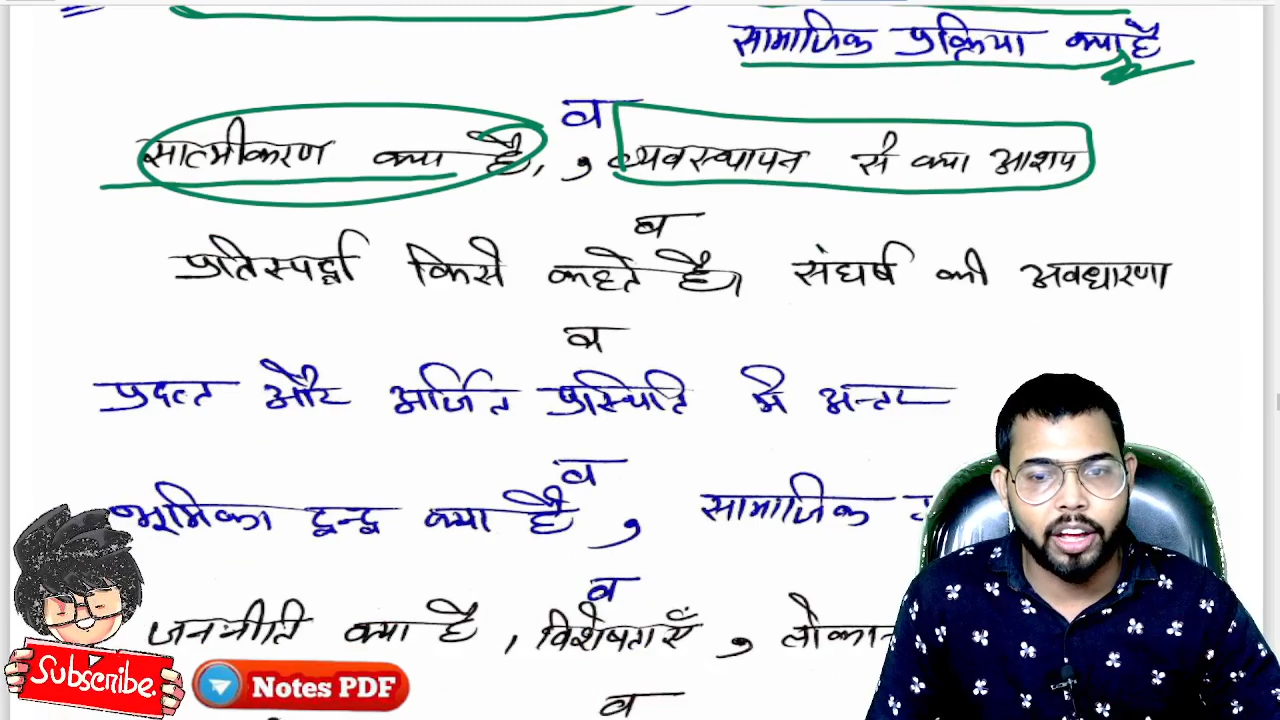 सामाजिक प्रक्रिया क्या है
व
सात्मीकरण क्या है, , व्यवस्थापन से क्या आशय
व
प्रतिस्पर्द्धा किसे कहते है, संघर्ष की अवधारणा
व
प्रदत्त और अर्जित प्रस्थिति में अन्तर
व
भूमिका द्वन्द्व क्या है , सामाजिक
व
जननीति क्या है , विशेषताएँ ,
Subscribe.
Notes PDF
व